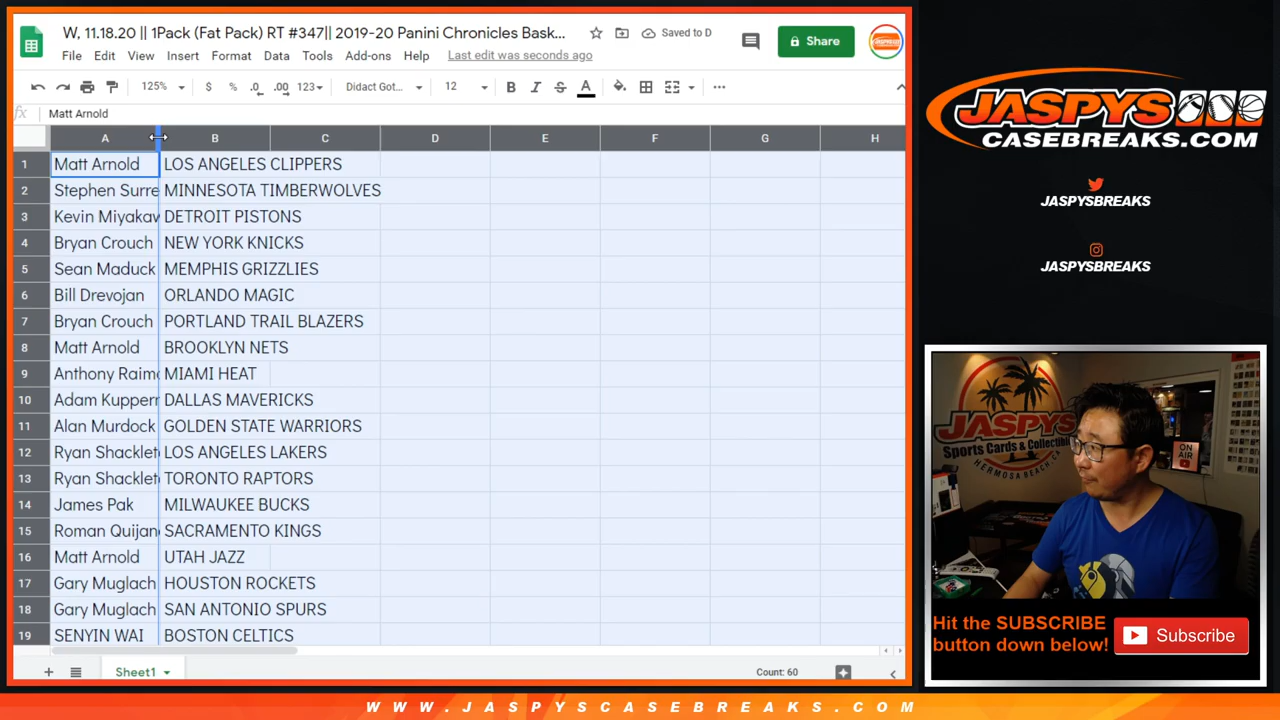 W, 11.18.20 || 1Pack (Fat Pack) RT #347|| 2019-20 Panini Chronicles Bask...
Saved to D
Share
File Edit View Insert Format Data Tools Add-ons Help Last edit was seconds ago
125% $ % .0 .00 123 Didact Got... 12 B I S A
fx Matt Arnold
A B C D E F G H
1 Matt Arnold LOS ANGELES CLIPPERS
2 Stephen Surre MINNESOTA TIMBERWOLVES
3 Kevin Miyakaw DETROIT PISTONS
4 Bryan Crouch NEW YORK KNICKS
5 Sean Maduck MEMPHIS GRIZZLIES
6 Bill Drevojan ORLANDO MAGIC
7 Bryan Crouch PORTLAND TRAIL BLAZERS
8 Matt Arnold BROOKLYN NETS
9 Anthony Raimo MIAMI HEAT
10 Adam Kupperm DALLAS MAVERICKS
11 Alan Murdock GOLDEN STATE WARRIORS
12 Ryan Shacklet LOS ANGELES LAKERS
13 Ryan Shacklet TORONTO RAPTORS
14 James Pak MILWAUKEE BUCKS
15 Roman Quijan SACRAMENTO KINGS
16 Matt Arnold UTAH JAZZ
17 Gary Muglach HOUSTON ROCKETS
18 Gary Muglach SAN ANTONIO SPURS
19 SENYIN WAI BOSTON CELTICS
Sheet1
Count: 60
JASPYS
CASEBREAKS.COM
JASPYSBREAKS
JASPYSBREAKS
JASPYS
Sports Cards & Collectibl
HERMOSA BEACH, CA
ON AIR
Hit the SUBSCRIBE
button down below!
Subscribe
WWW.JASPYSCASEBREAKS.COM